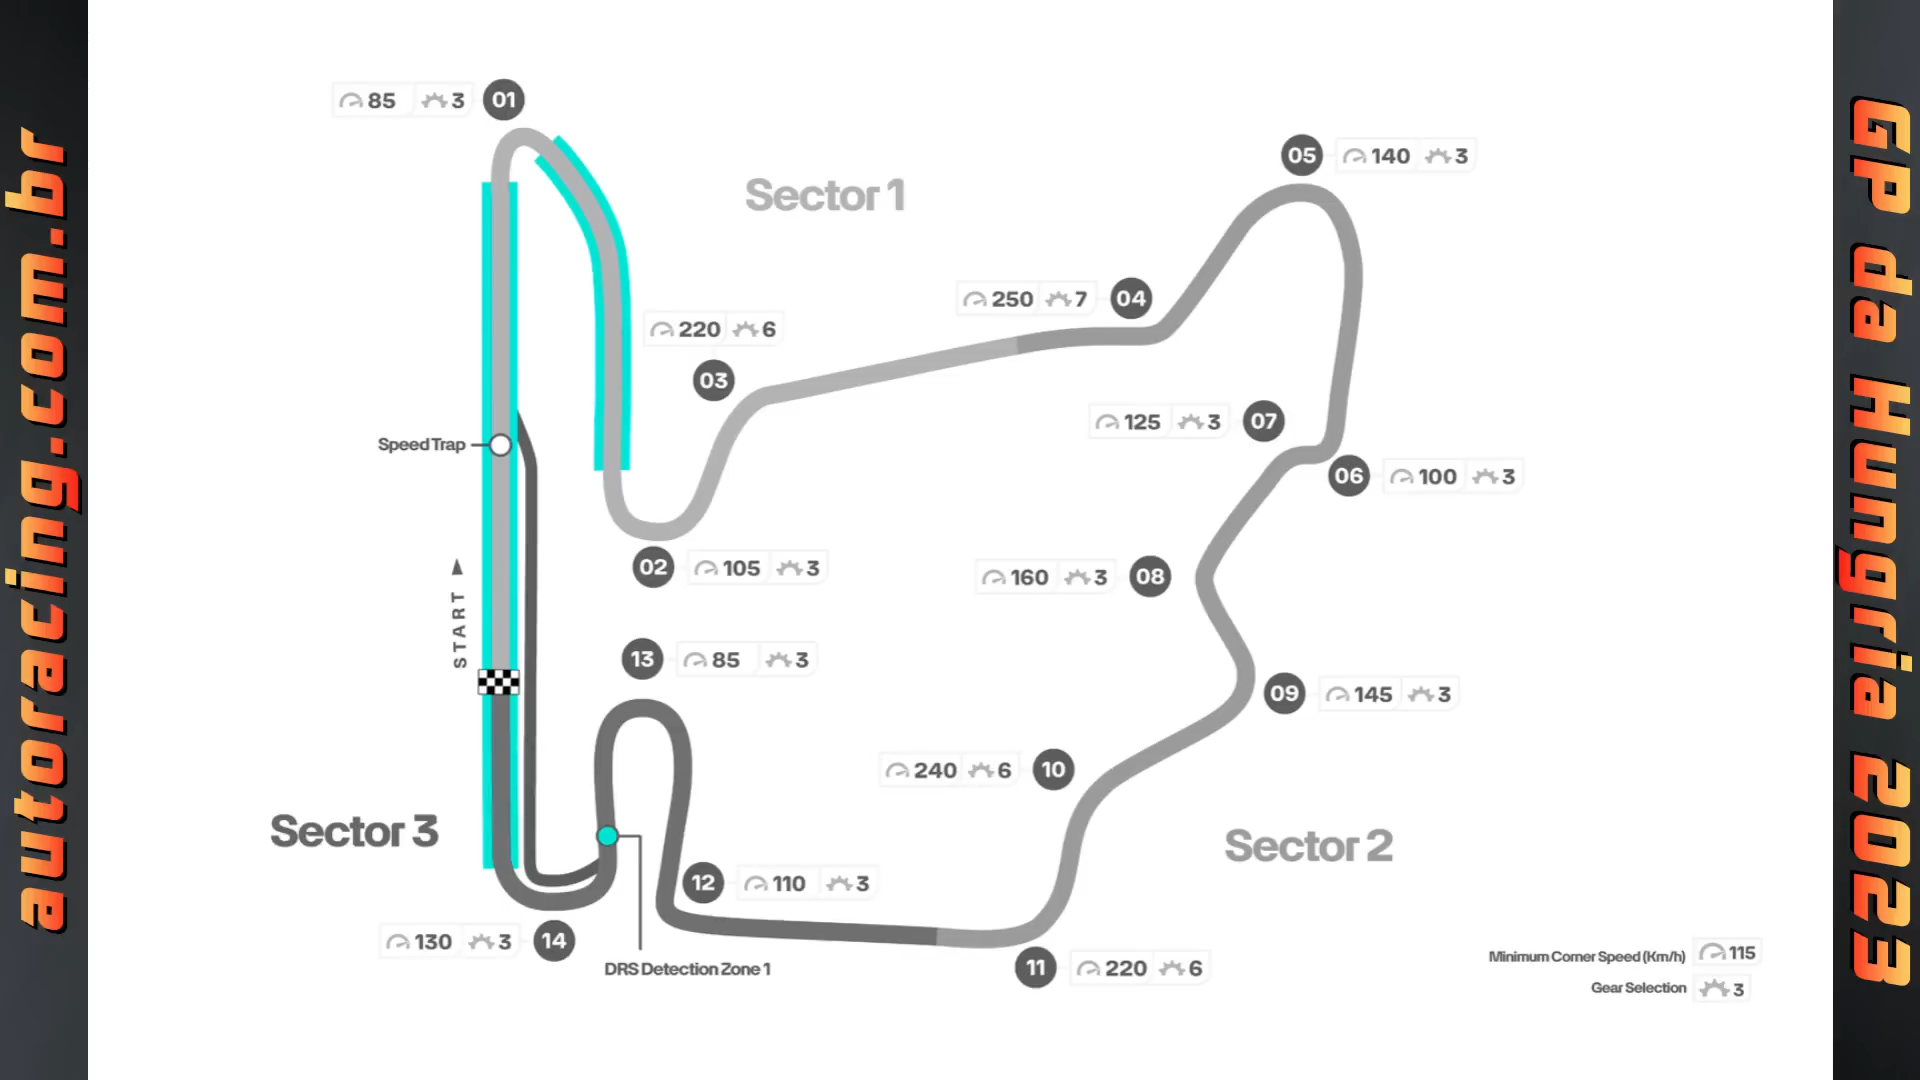 autoracing.com.br
85 3 01
05 140 3
Sector 1
250 7 04
220 6
03
125 3 07
Speed Trap
06 100 3
02 105 3
160 3 08
START
13 85 3
09 145 3
240 6 10
Sector 3
Sector 2
12 110 3
130 3 14
DRS Detection Zone 1
11 220 6
Minimum Corner Speed (Km/h) 115
Gear Selection 3
GP da Hungria 2023